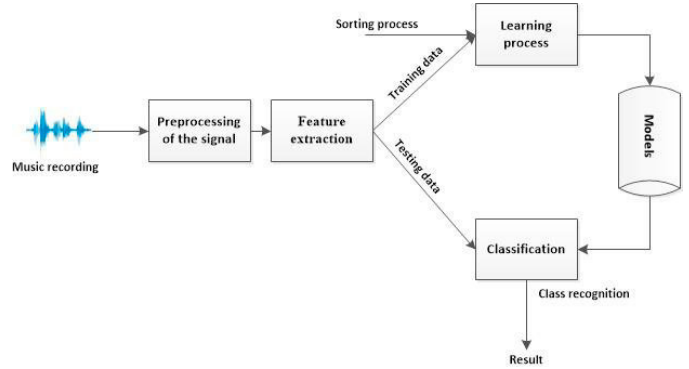 Sorting process
Learning
process
Training data
Preprocessing
of the signal
Feature
extraction
Music recording
Models
Testing data
Classification
Class recognition
Result